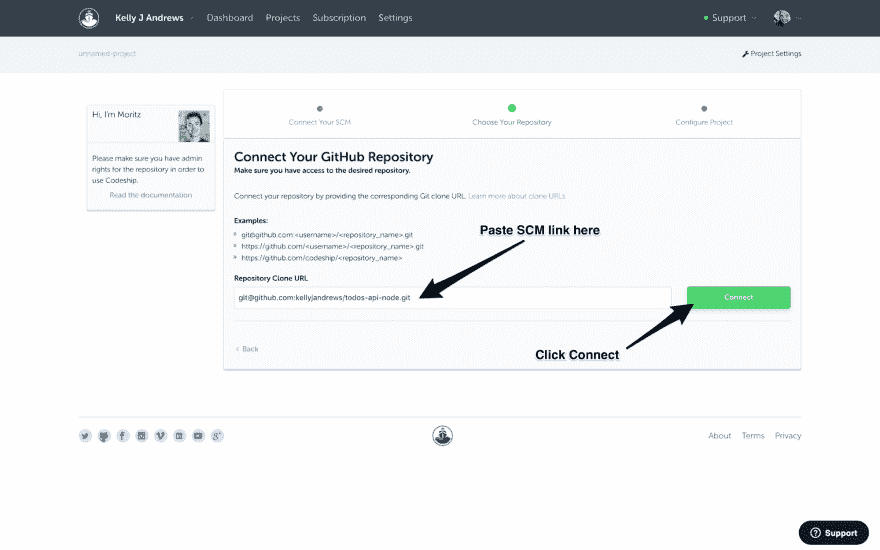 Kelly J Andrews
Dashboard
Projects
Subscription
Settings
Support
unnamed-project
Project Settings
Hi, I'm Moritz
Please make sure you have admin
rights for the repository in order to
use Codeship.
Read the documentation
Connect Your SCM
Choose Your Repository
Configure Project
Connect Your GitHub Repository
Make sure you have access to the desired repository.
Connect your repository by providing the corresponding Git clone URL. Learn more about clone URLs
Examples:
git@github.com:<username>/<repository_name>.git
https://github.com/<username>/<repository_name>.git
https://github.com/codeship/<repository_name>
Paste SCM link here
Repository Clone URL
git@github.com:kellyjandrews/todos-api-node.git
Connect
Click Connect
< Back
About
Terms
Privacy
Support